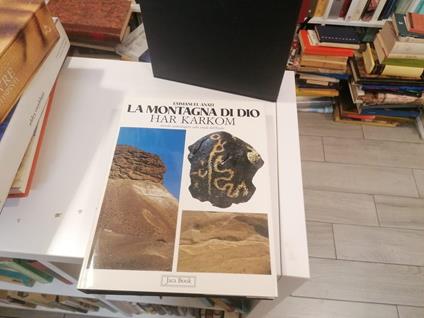 EMMANUEL ANATI
LA MONTAGNA DI DIO
HAR KARKOM
Jaca Book